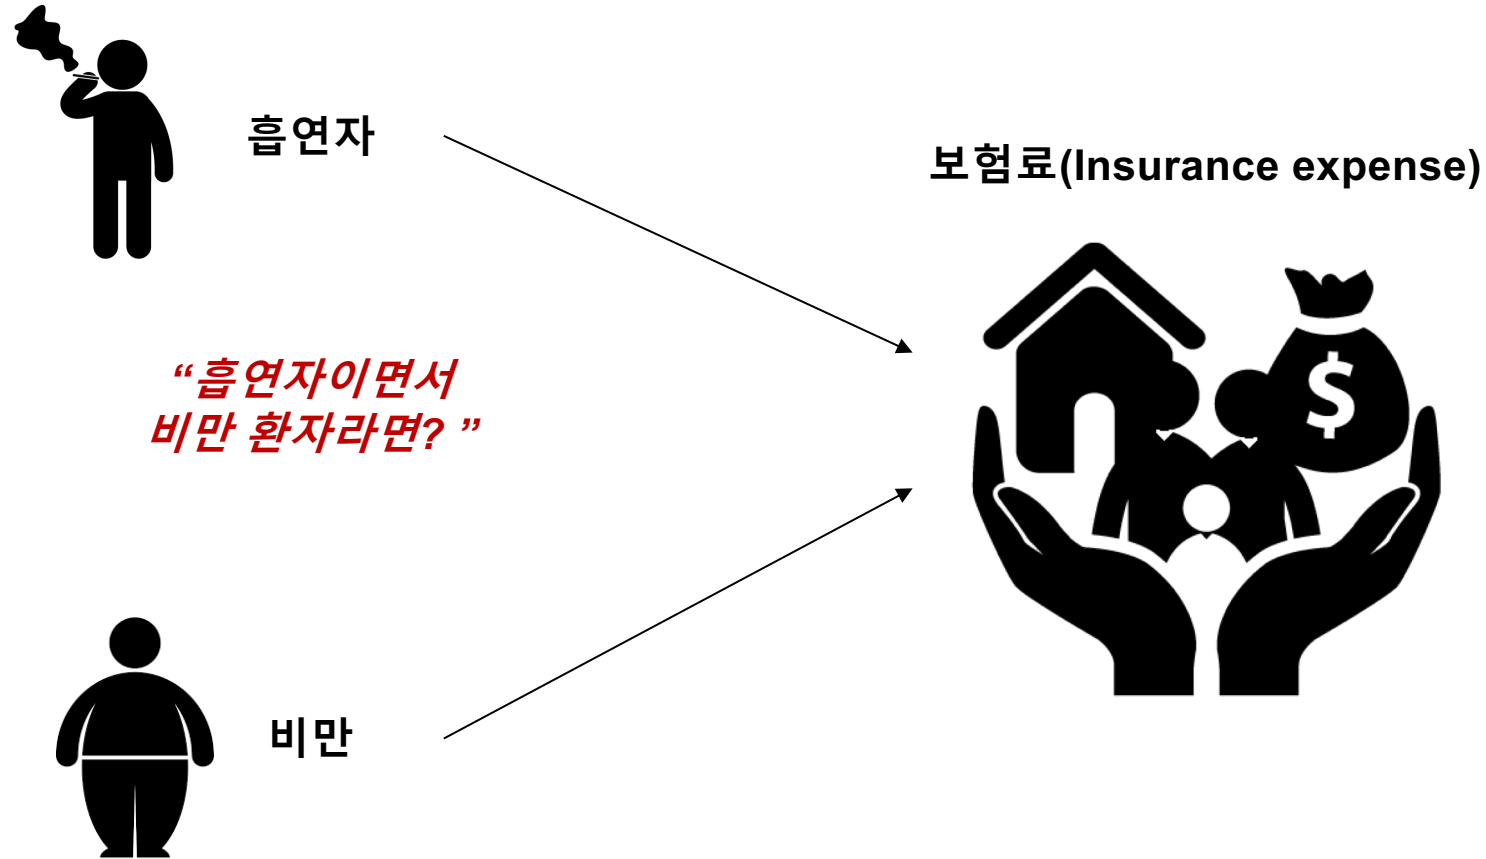 흡연자
보험료(Insurance expense)
“흡연자이면서
비만 환자라면? ”
$
비만